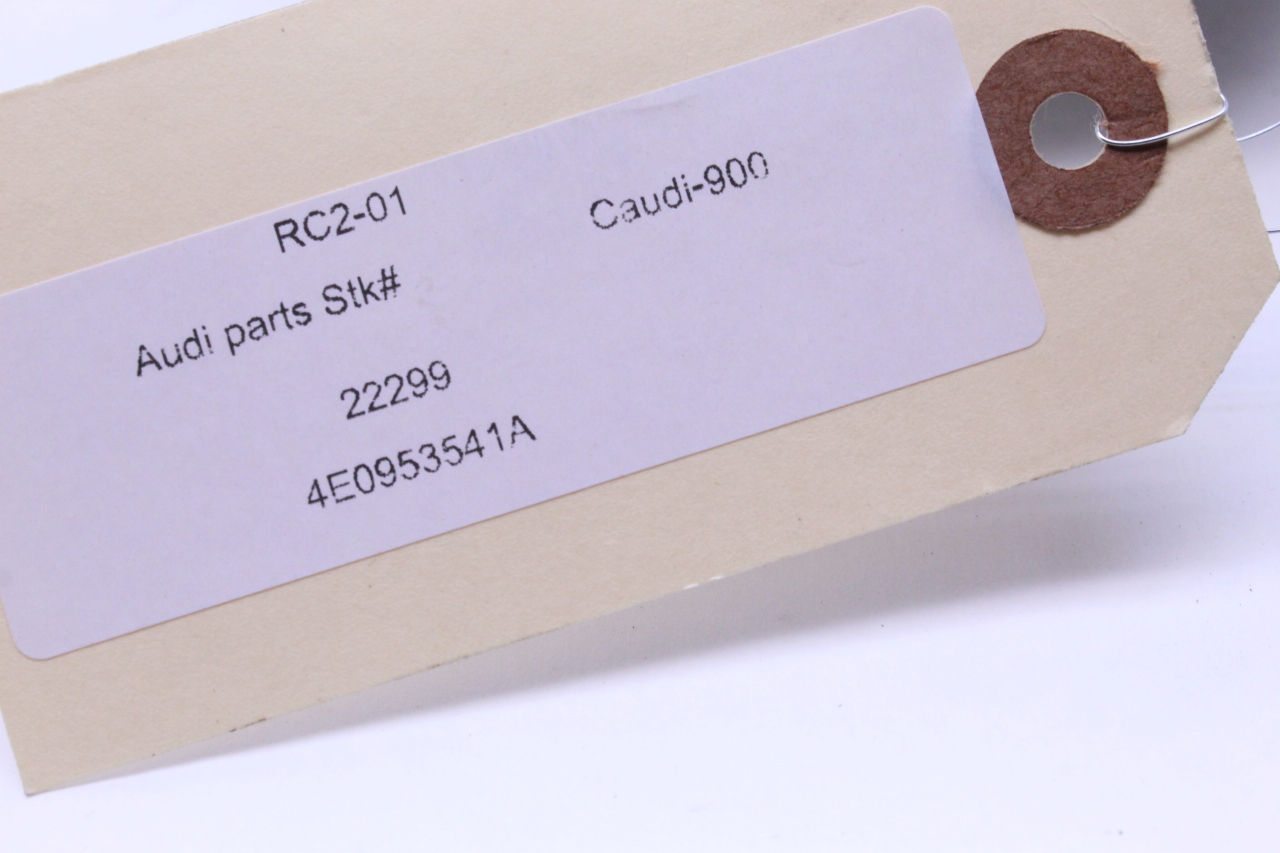 RC2-01 Caudi-900
Audi parts Stk#
22299
4E0953541A